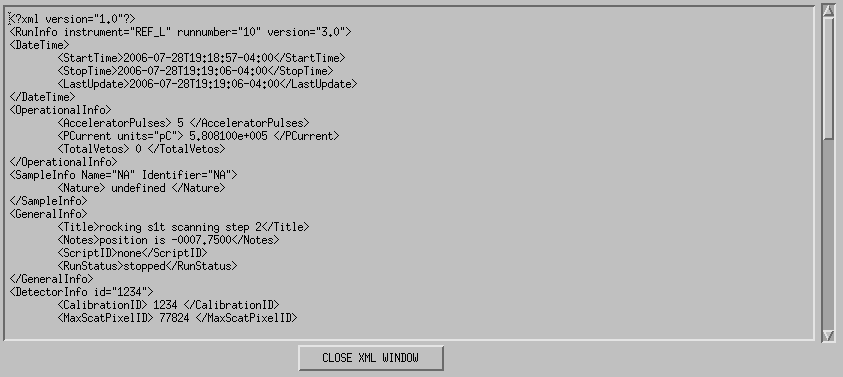 <?xml version="1.0"?>
<RunInfo instrument="REF_L" runnumber="10" version="3.0">
<DateTime>
<StartTime>2006-07-28T19:18:57-04:00</StartTime>
<StopTime>2006-07-28T19:19:06-04:00</StopTime>
<LastUpdate>2006-07-28T19:19:06-04:00</LastUpdate>
</DateTime>
<OperationalInfo>
<AcceleratorPulses> 5 </AcceleratorPulses>
<PCurrent units="pC"> 5.808100e+005 </PCurrent>
<TotalVetos> 0 </TotalVetos>
</OperationalInfo>
<SampleInfo Name="NA" Identifier="NA">
<Nature> undefined </Nature>
</SampleInfo>
<GeneralInfo>
<Title>rocking s1t scanning step 2</Title>
<Notes>position is -0007.7500</Notes>
<ScriptID>none</ScriptID>
<RunStatus>stopped</RunStatus>
</GeneralInfo>
<DetectorInfo id="1234">
<CalibrationID> 1234 </CalibrationID>
<MaxScatPixelID> 77824 </MaxScatPixelID>
CLOSE XML WINDOW